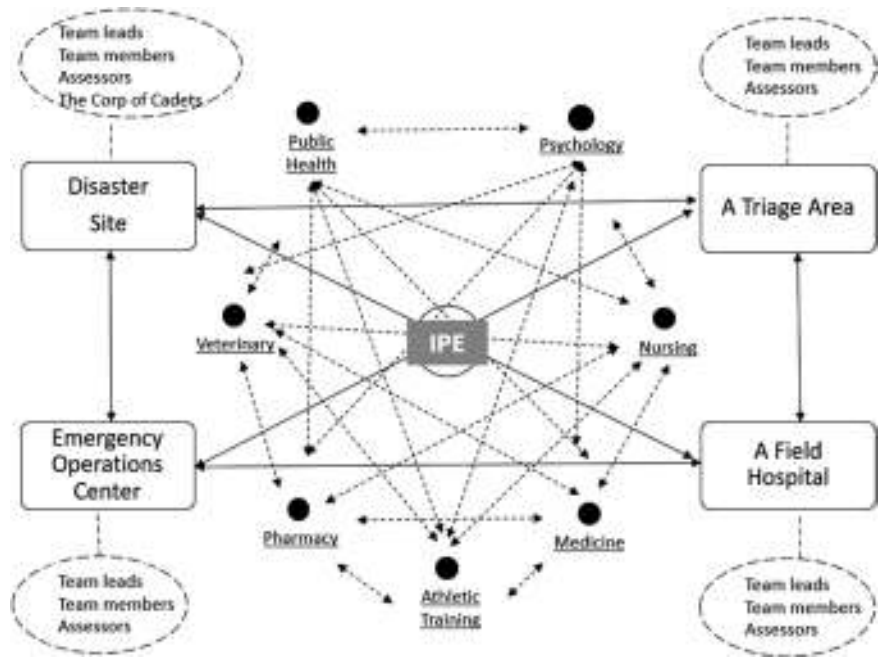 Team leads
Team members
Assessors
The Corp of Cadets
Team leads
Team members
Assessors
Public
Health
Psychology
Disaster
Site
A Triage Area
Veterinary
IPE
Nursing
Emergency
Operations
Center
A Field
Hospital
Pharmacy
Medicine
Athletic
Training
Team leads
Team members
Assessors
Team leads
Team members
Assessors